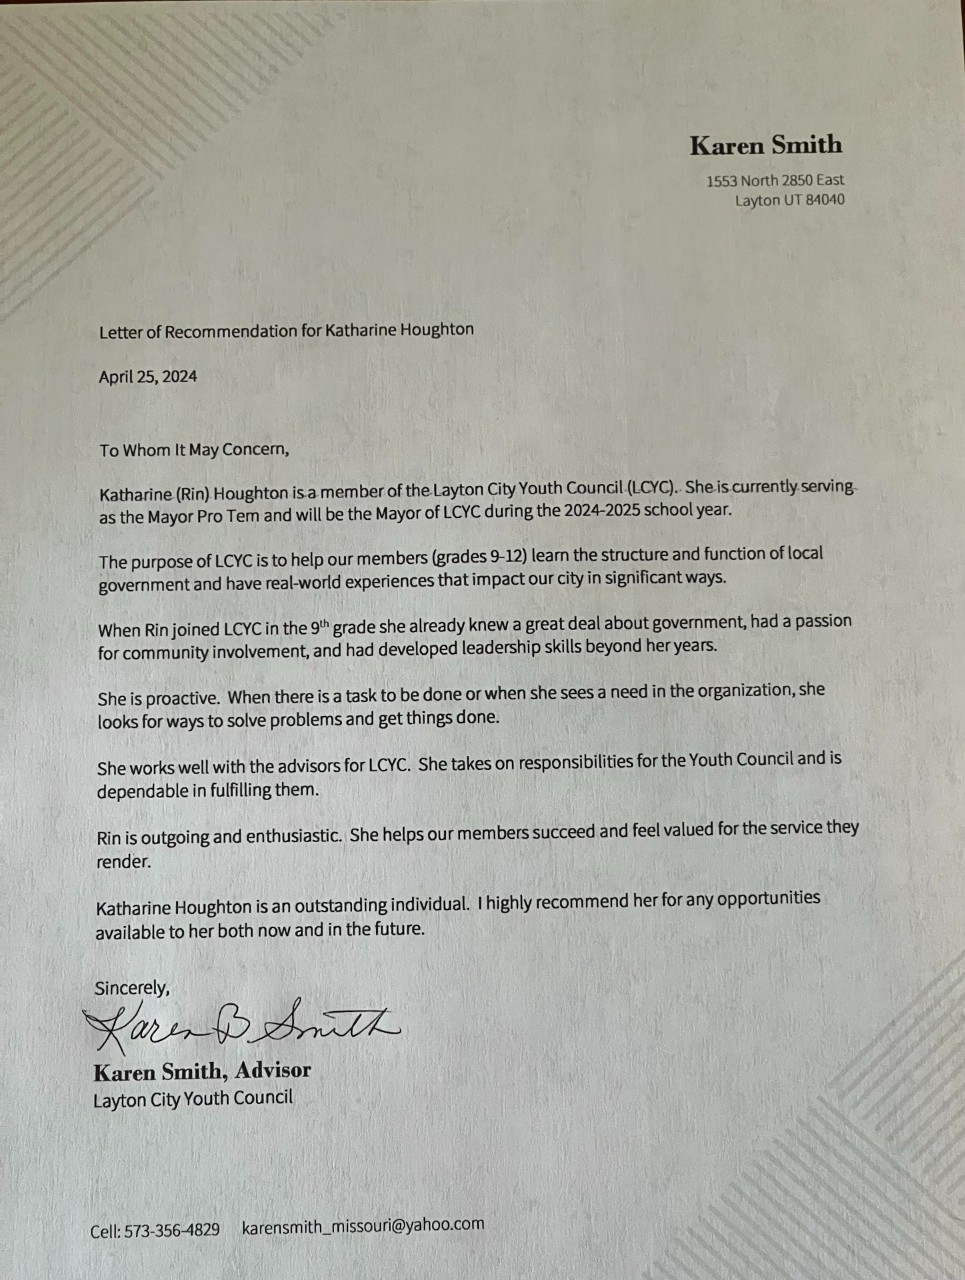 Karen Smith
1553 North 2850 East
Layton UT 84040
Letter of Recommendation for Katharine Houghton
April 25, 2024
To Whom It May Concern,
Katharine (Rin) Houghton is a member of the Layton City Youth Council (LCYC). She is currently serving
as the Mayor Pro Tem and will be the Mayor of LCYC during the 2024-2025 school year.
The purpose of LCYC is to help our members (grades 9-12) learn the structure and function of local
government and have real-world experiences that impact our city in significant ways.
When Rin joined LCYC in the 9th grade she already knew a great deal about government, had a passion
for community involvement, and had developed leadership skills beyond her years.
She is proactive. When there is a task to be done or when she sees a need in the organization, she
looks for ways to solve problems and get things done.
She works well with the advisors for LCYC. She takes on responsibilities for the Youth Council and is
dependable in fulfilling them.
Rin is outgoing and enthusiastic. She helps our members succeed and feel valued for the service they
render.
Katharine Houghton is an outstanding individual. I highly recommend her for any opportunities
available to her both now and in the future.
Sincerely,
Karen B Smith
Karen Smith, Advisor
Layton City Youth Council
Cell: 573-356-4829 karensmith_missouri@yahoo.com